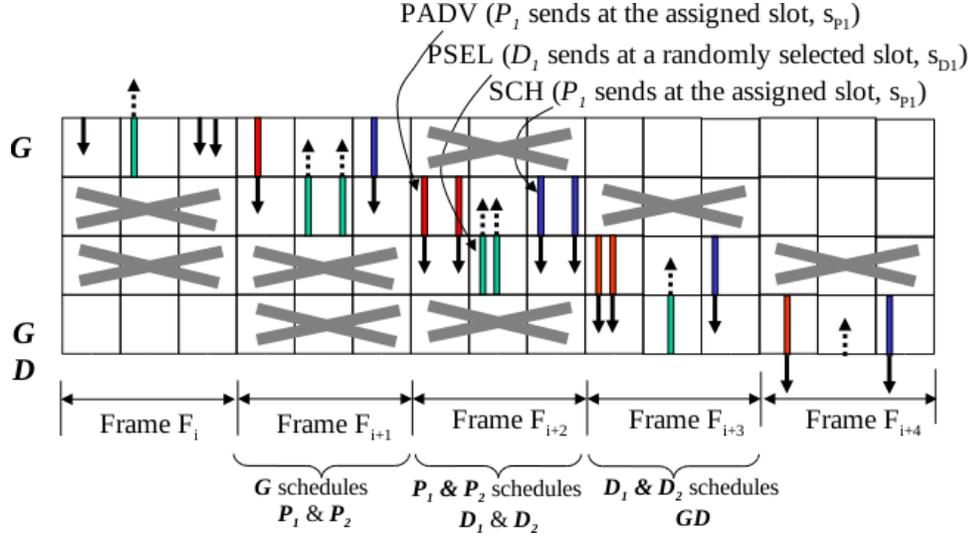 PADV (P1 sends at the assigned slot, sP1)
PSEL (D1 sends at a randomly selected slot, sD1)
SCH (P1 sends at the assigned slot, sP1)
G
G
D
Frame Fi
Frame Fi+1
Frame Fi+2
Frame Fi+3
Frame Fi+4
G schedules
P1 & P2
P1 & P2 schedules
D1 & D2
D1 & D2 schedules
GD